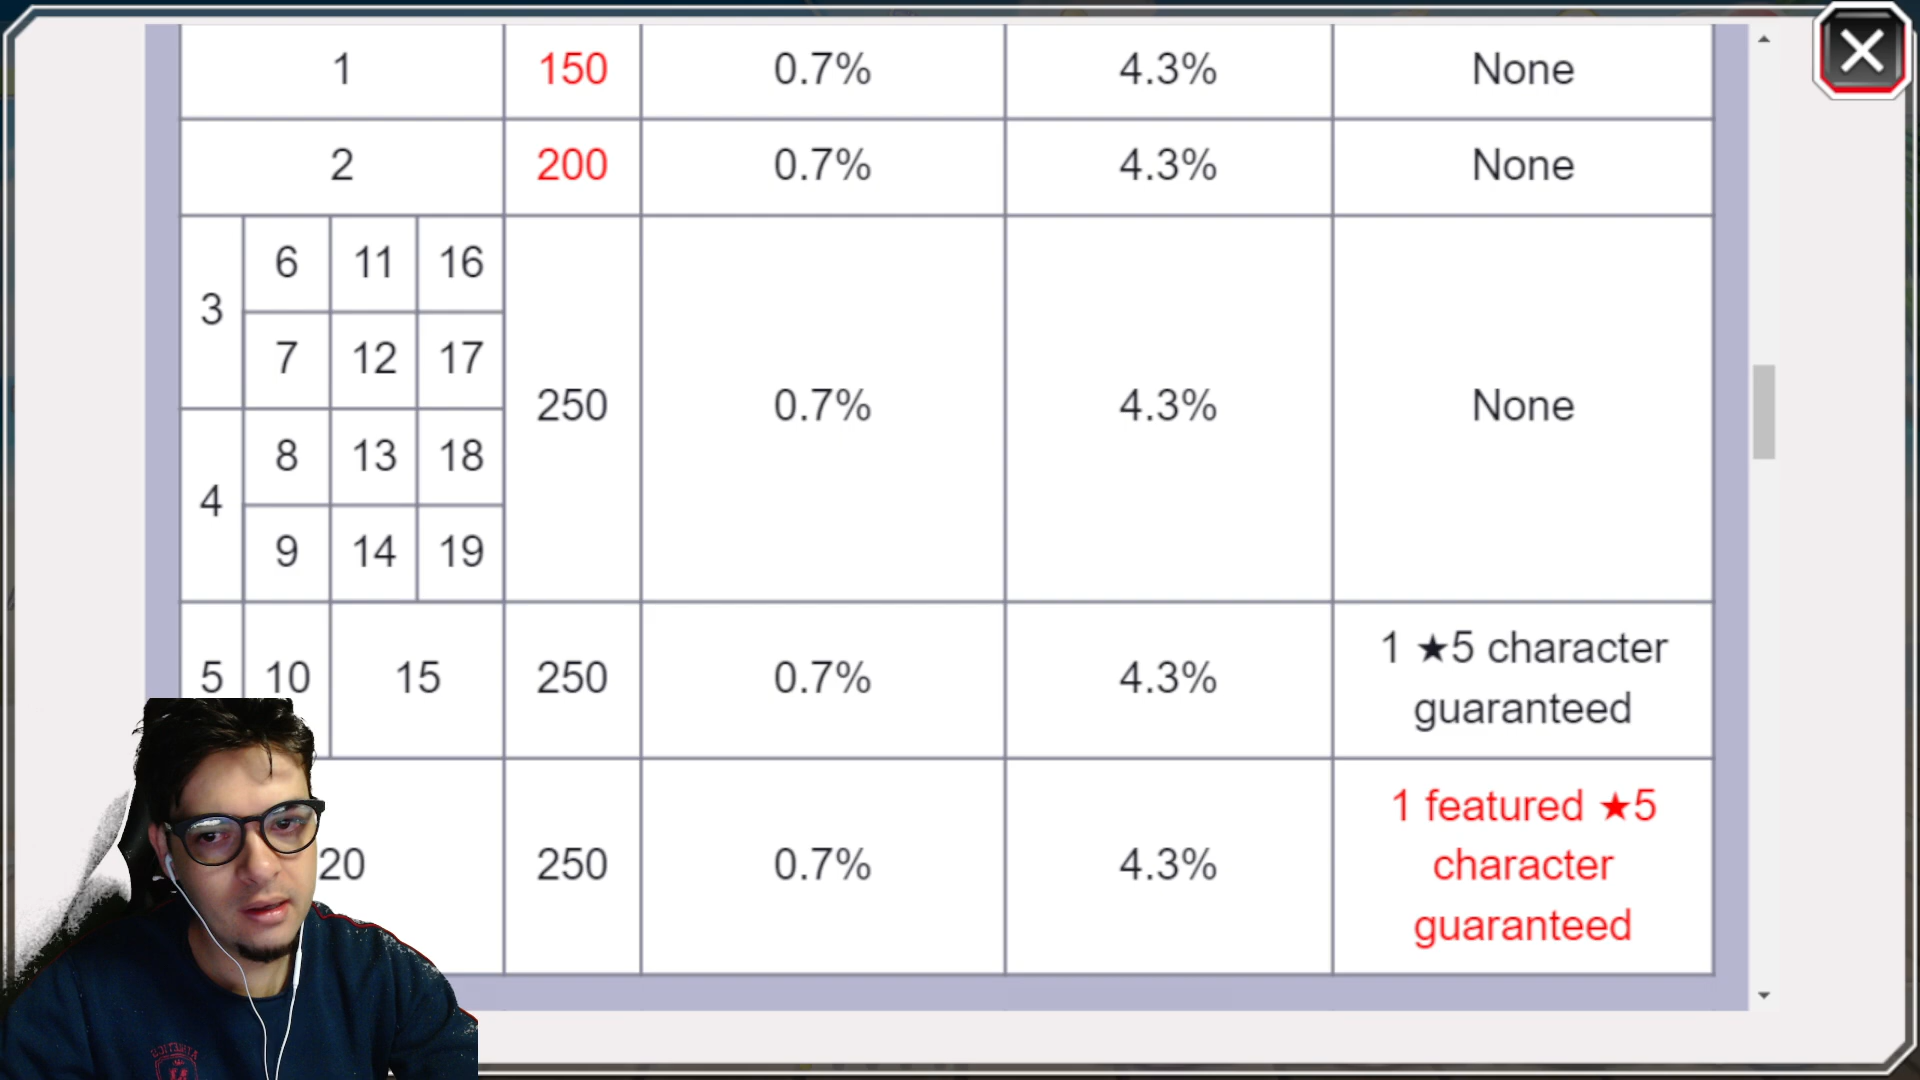 1 150 0.7% 4.3% None
2 200 0.7% 4.3% None
3 6 11 16
7 12 17
250 0.7% 4.3% None
4 8 13 18
9 14 19
5 10 15 250 0.7% 4.3% 1 ★5 character
guaranteed
20 250 0.7% 4.3% 1 featured ★5
character
guaranteed